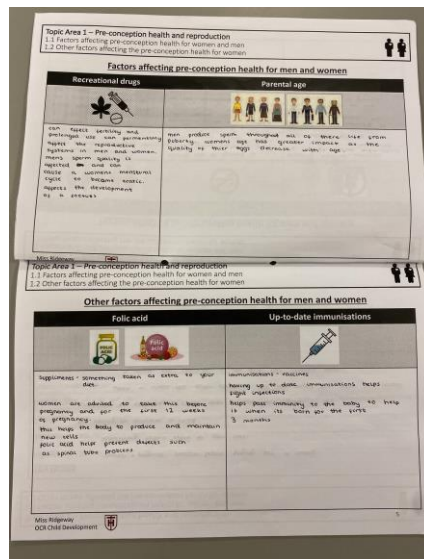 Topic Area 1 – Pre-conception health and reproduction
1.1 Factors affecting pre-conception health for women and men
1.2 Other factors affecting the pre-conception health for women
Factors affecting pre-conception health for men and women
Recreational drugs
Parental age
can affect fertility and
prolonged use can permenantly
affect the reproductive
systems in men and women.
mens sperm quality is
affected and can
cause a womens menstural
cycle to become erratic.
affects the development
of a foetus
men produce sperm throughout all of there life from
puberty. womens age has greater impact as the
quality of their eggs decrease with age.
Miss Ridgeway
Topic Area 1 – Pre-conception health and reproduction
1.1 Factors affecting pre-conception health for women and men
1.2 Other factors affecting the pre-conception health for women
Other factors affecting pre-conception health for men and women
Folic acid
Up-to-date immunisations
Folic
acid
suppliments - something taken as extra to your
diet.
women are advised to take this before
pregnancy and for the first 12 weeks
of pregnancy.
this helps the body to produce and maintain
new cells
folic acid helps prevent defects such
as spinal tube problems
immunisations - vaccines
having up to date immunisations helps
fight infections
helps pass immunity to the baby to help
it when its born for the first
3 months
Miss Ridgeway
OCR Child Development